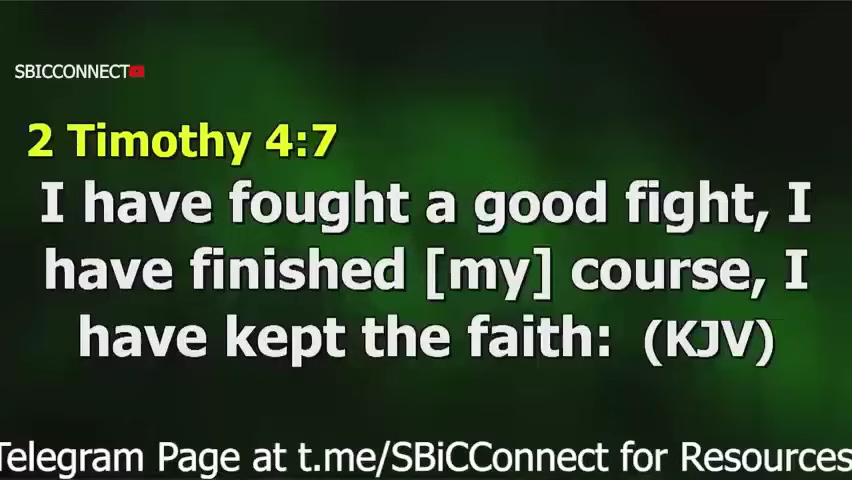 SBICCONNECT
2 Timothy 4:7
I have fought a good fight, I
have finished [my] course, I
have kept the faith: (KJV)
Telegram Page at t.me/SBiCConnect for Resources